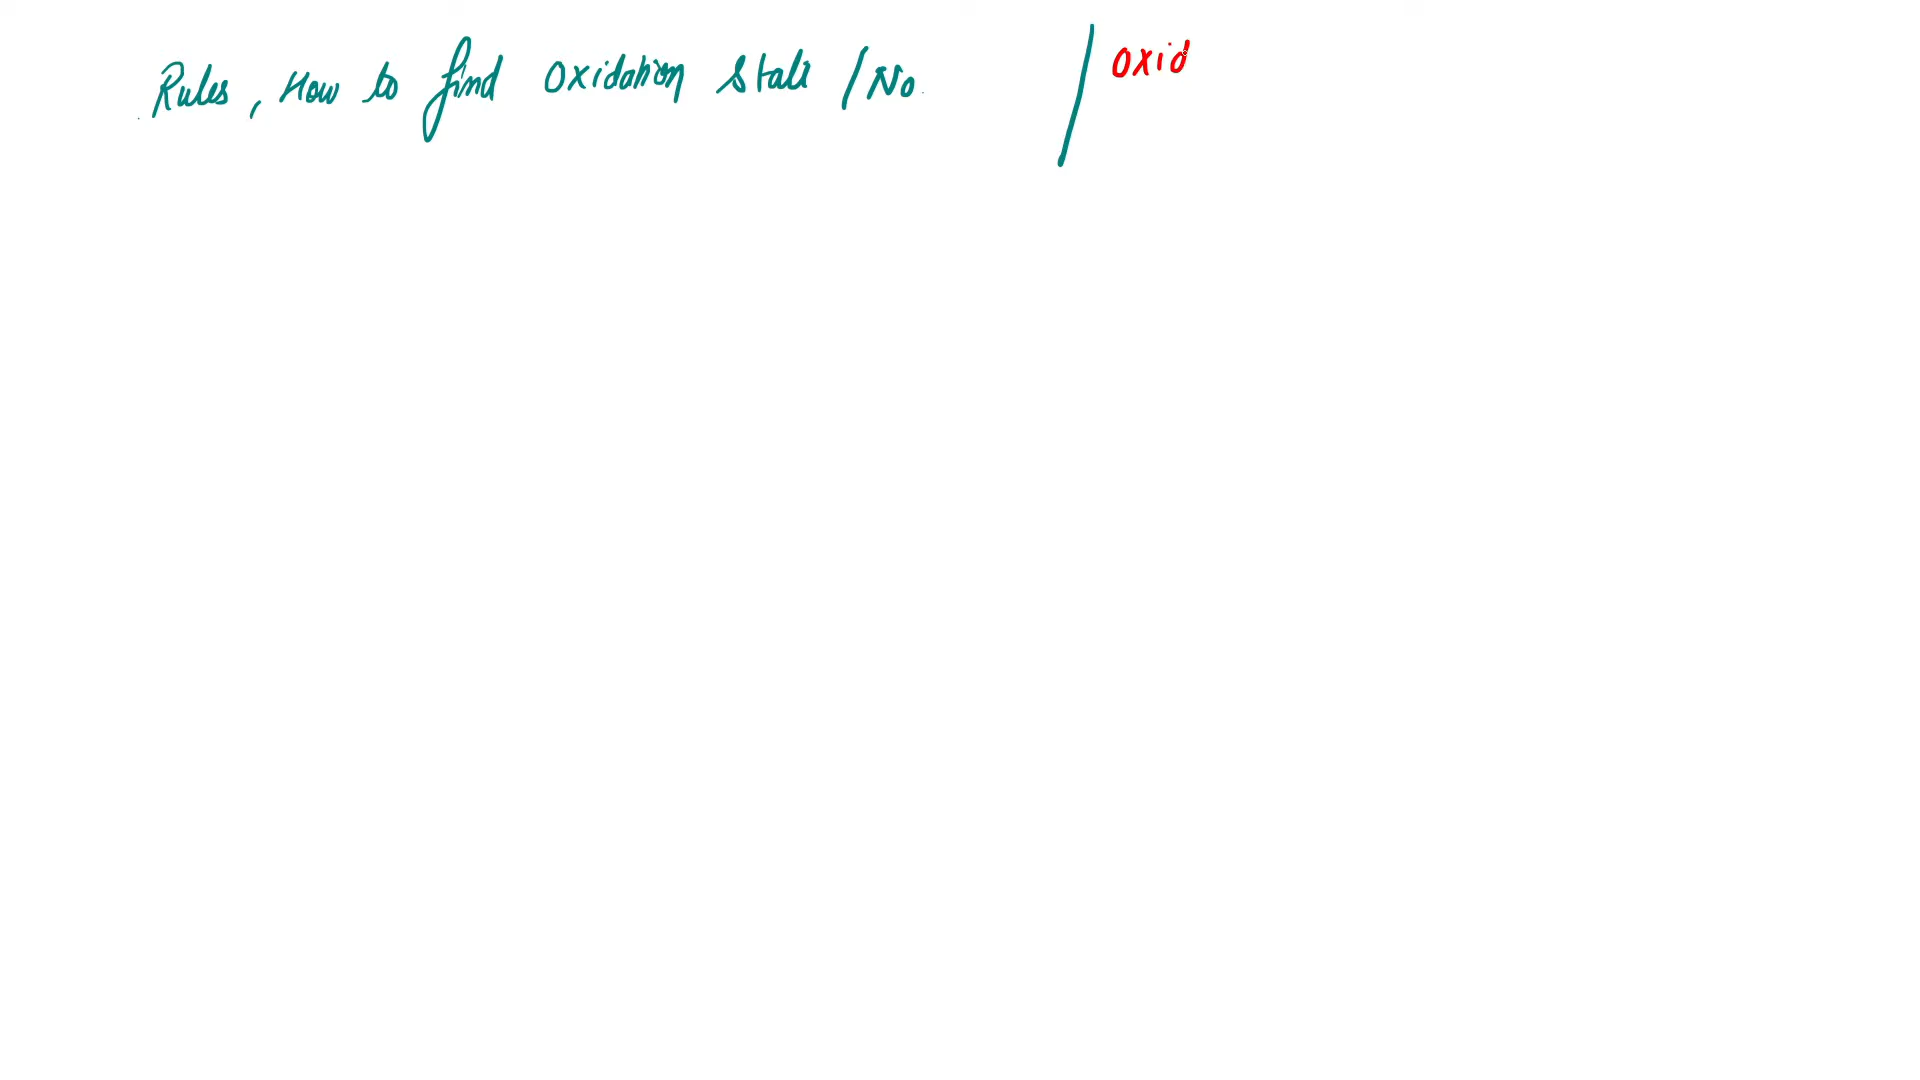 Rules, How to find Oxidation State / No. / Oxid